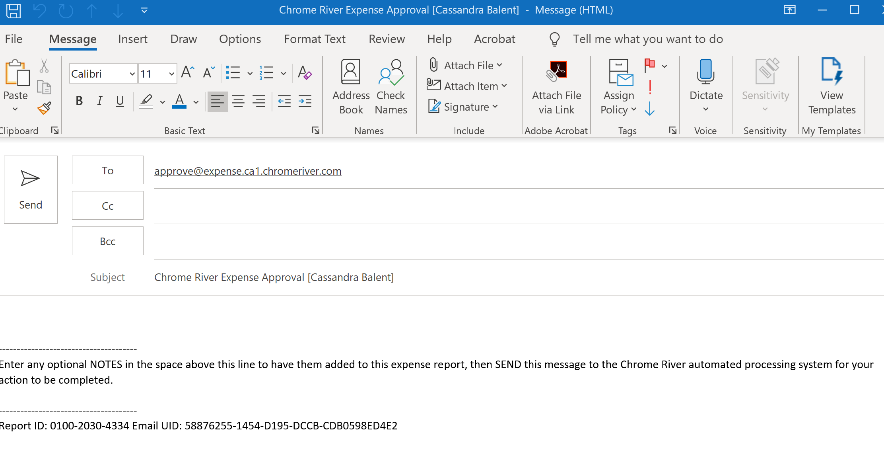 Chrome River Expense Approval [Cassandra Balent] - Message (HTML)
File Message Insert Draw Options Format Text Review Help Acrobat Tell me what you want to do
Paste
Clipboard
Calibri 11
B I U A
Basic Text
Address Book
Check Names
Names
Attach File
Attach Item
Signature
Include
Attach File via Link
Adobe Acrobat
Assign Policy
Tags
Dictate
Voice
Sensitivity
Sensitivity
View Templates
My Templates
Send
To approve@expense.ca1.chromeriver.com
Cc
Bcc
Subject Chrome River Expense Approval [Cassandra Balent]
-------------------------------------
Enter any optional NOTES in the space above this line to have them added to this expense report, then SEND this message to the Chrome River automated processing system for your
action to be completed.
-------------------------------------
Report ID: 0100-2030-4334 Email UID: 58876255-1454-D195-DCCB-CDB0598ED4E2